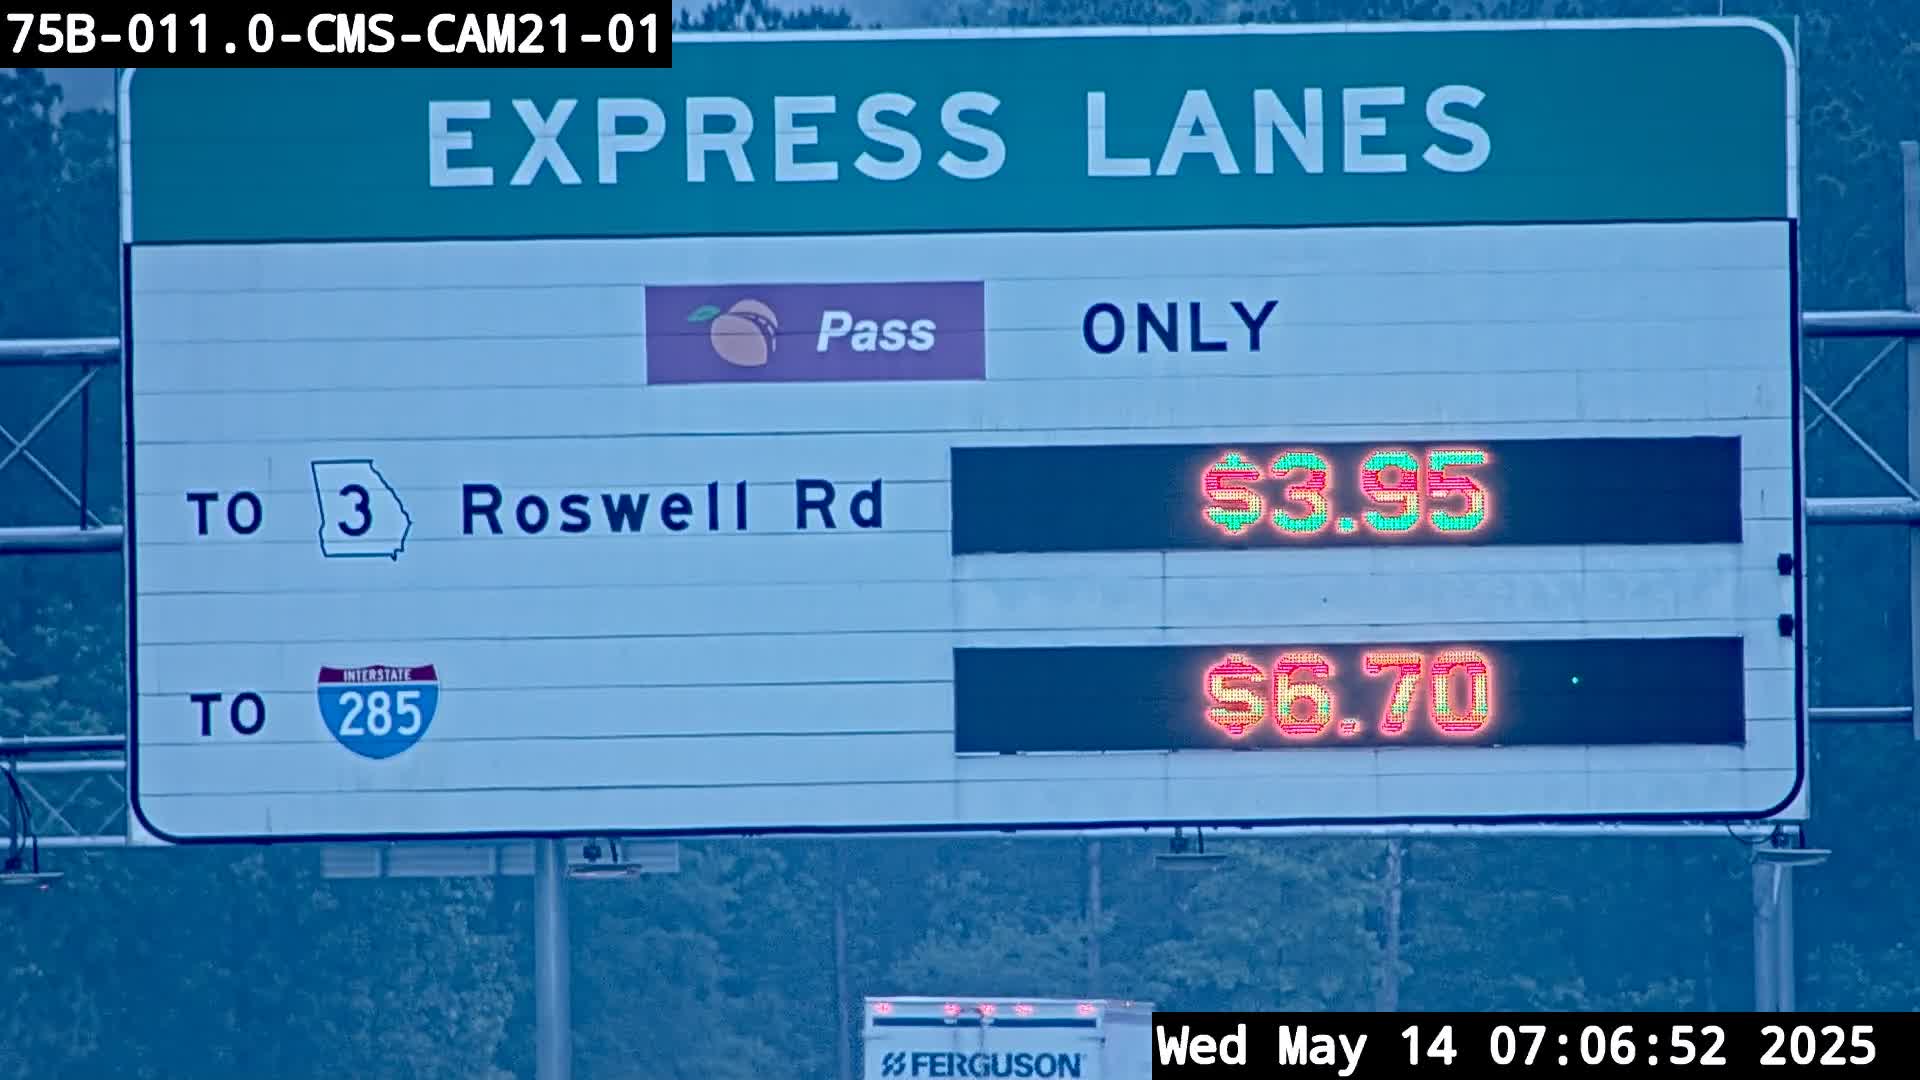 75B-011.0-CMS-CAM21-01
EXPRESS LANES
Pass ONLY
TO 3 Roswell Rd $3.95
INTERSTATE
TO 285 $6.70
FERGUSON
Wed May 14 07:06:52 2025